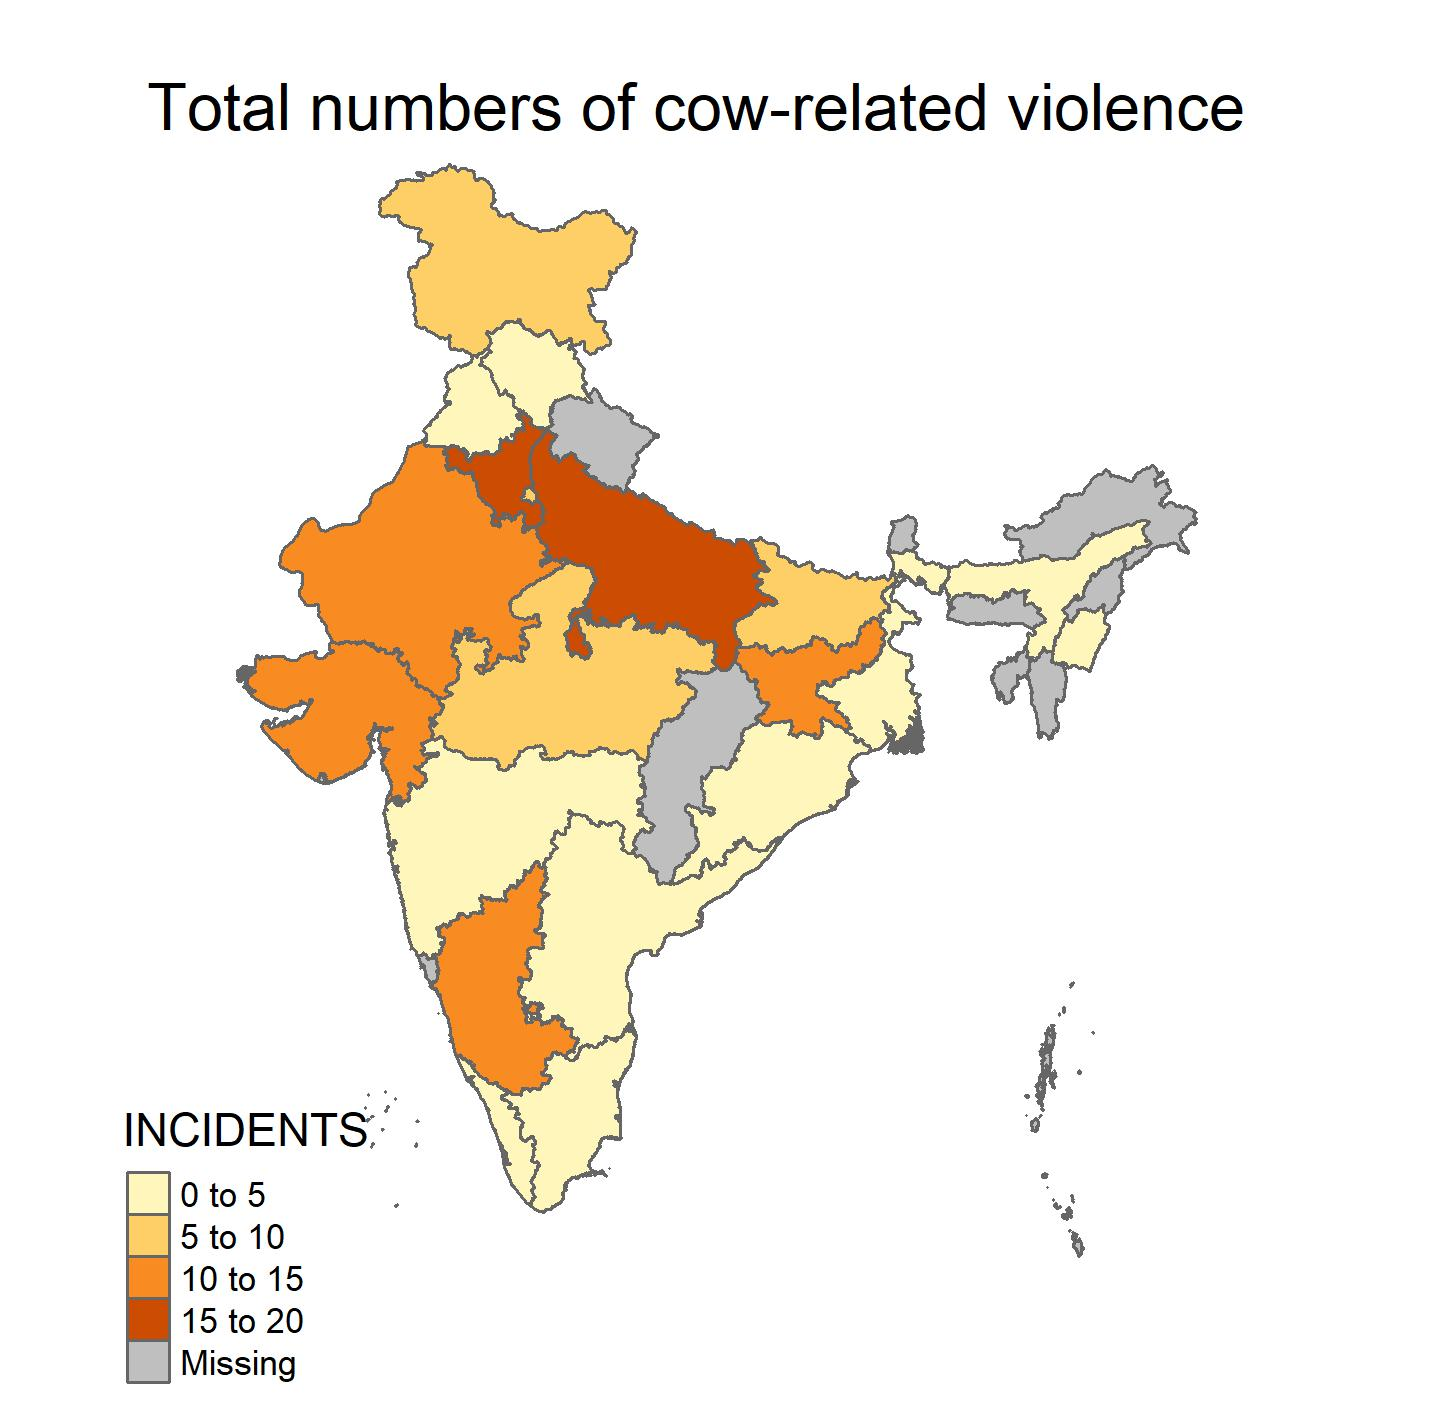 Total numbers of cow-related violence
INCIDENTS
0 to 5
5 to 10
10 to 15
15 to 20
Missing